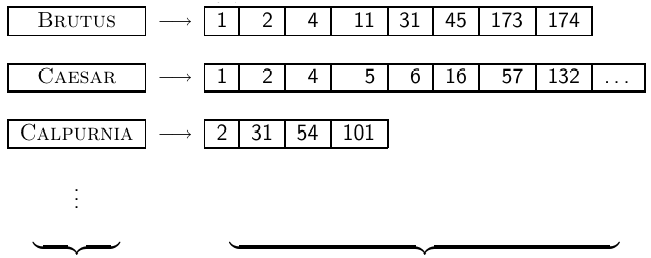 BRUTUS → 1 2 4 11 31 45 173 174
CAESAR → 1 2 4 5 6 16 57 132 ...
CALPURNIA → 2 31 54 101
⋮